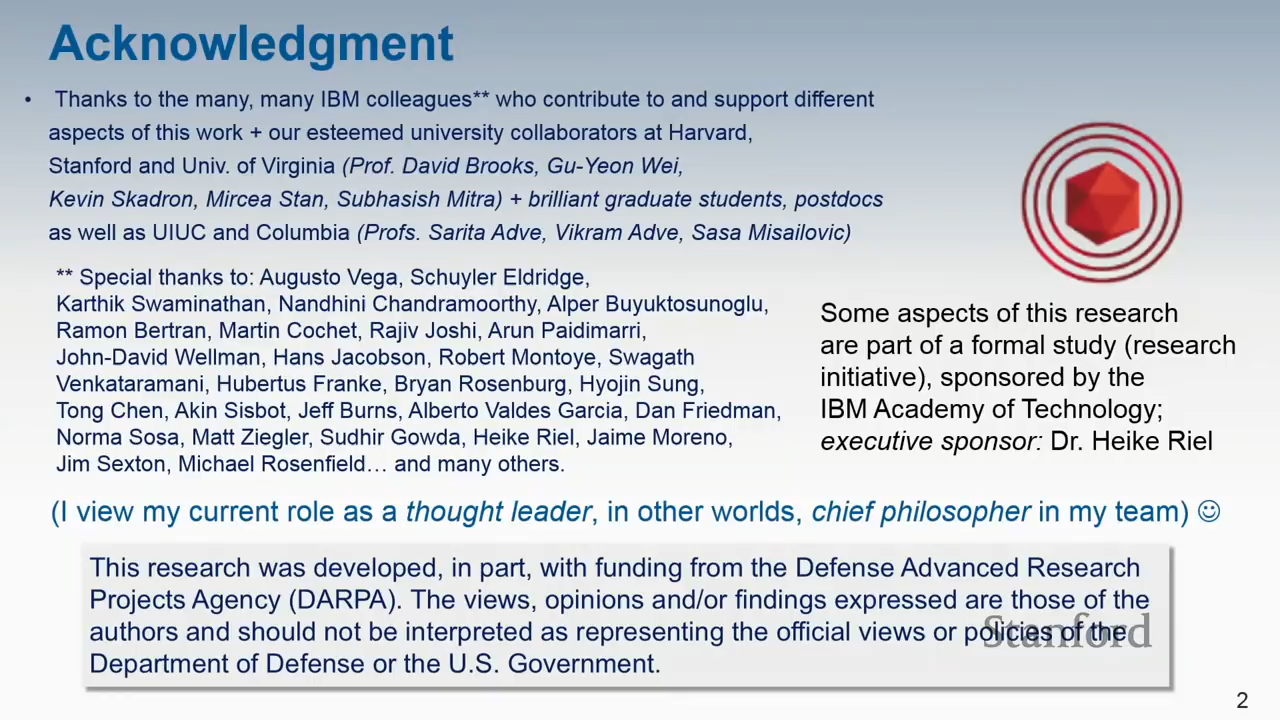 Acknowledgment
• Thanks to the many, many IBM colleagues** who contribute to and support different
aspects of this work + our esteemed university collaborators at Harvard,
Stanford and Univ. of Virginia (Prof. David Brooks, Gu-Yeon Wei,
Kevin Skadron, Mircea Stan, Subhasish Mitra) + brilliant graduate students, postdocs
as well as UIUC and Columbia (Profs. Sarita Adve, Vikram Adve, Sasa Misailovic)
** Special thanks to: Augusto Vega, Schuyler Eldridge,
Karthik Swaminathan, Nandhini Chandramoorthy, Alper Buyuktosunoglu,
Ramon Bertran, Martin Cochet, Rajiv Joshi, Arun Paidimarri,
John-David Wellman, Hans Jacobson, Robert Montoye, Swagath
Venkataramani, Hubertus Franke, Bryan Rosenburg, Hyojin Sung,
Tong Chen, Akin Sisbot, Jeff Burns, Alberto Valdes Garcia, Dan Friedman,
Norma Sosa, Matt Ziegler, Sudhir Gowda, Heike Riel, Jaime Moreno,
Jim Sexton, Michael Rosenfield… and many others.
Some aspects of this research
are part of a formal study (research
initiative), sponsored by the
IBM Academy of Technology;
executive sponsor: Dr. Heike Riel
(I view my current role as a thought leader, in other worlds, chief philosopher in my team) ☺
This research was developed, in part, with funding from the Defense Advanced Research
Projects Agency (DARPA). The views, opinions and/or findings expressed are those of the
authors and should not be interpreted as representing the official views or policies of the
Department of Defense or the U.S. Government.
Stanford
2